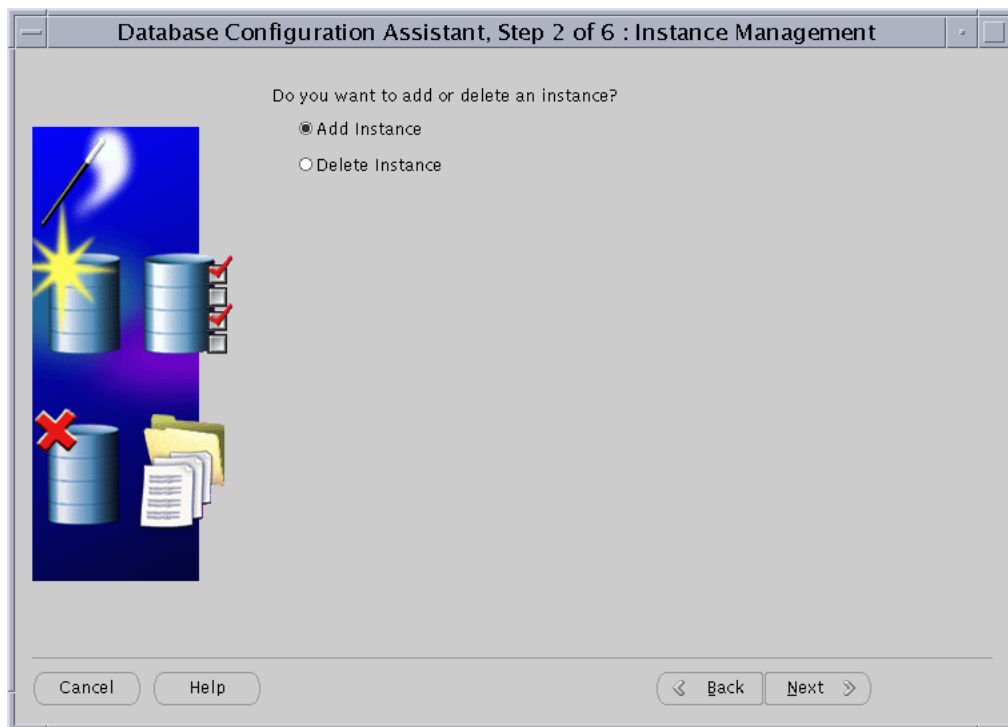 Database Configuration Assistant, Step 2 of 6 : Instance Management
Do you want to add or delete an instance?
Add Instance
Delete Instance
Cancel
Help
Back
Next